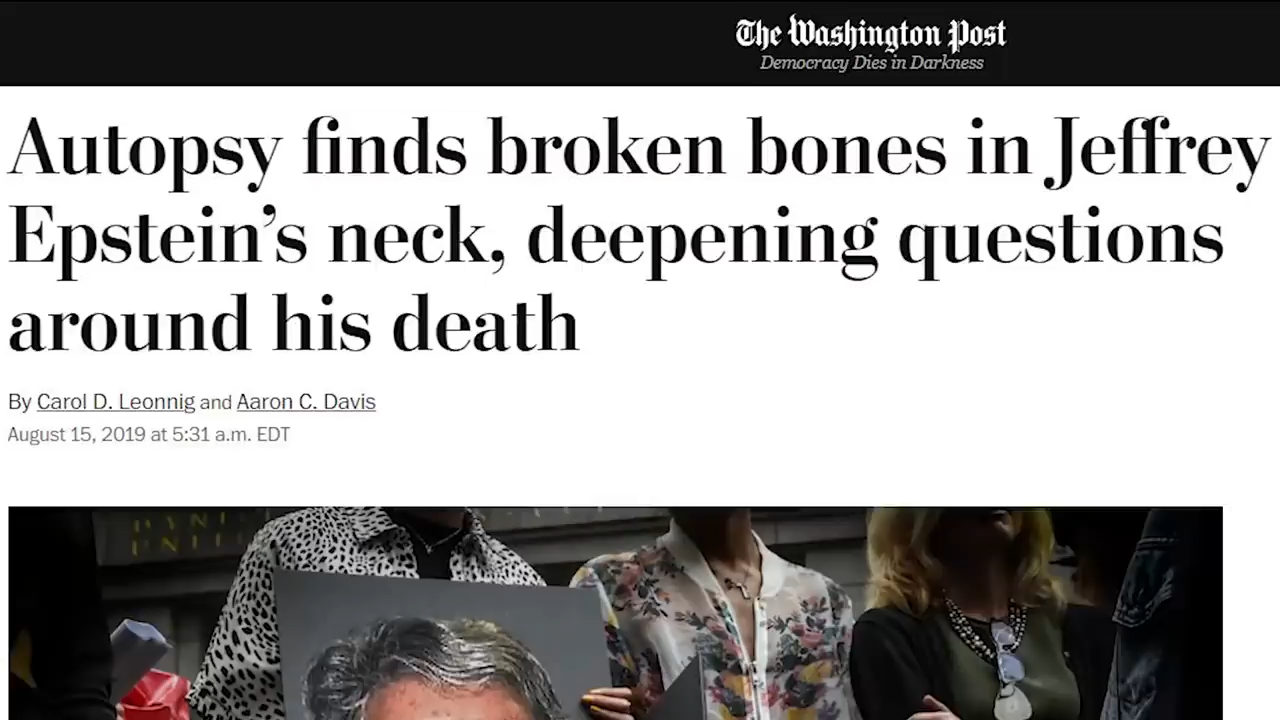 The Washington Post
Democracy Dies in Darkness
Autopsy finds broken bones in Jeffrey
Epstein’s neck, deepening questions
around his death
By Carol D. Leonnig and Aaron C. Davis
August 15, 2019 at 5:31 a.m. EDT